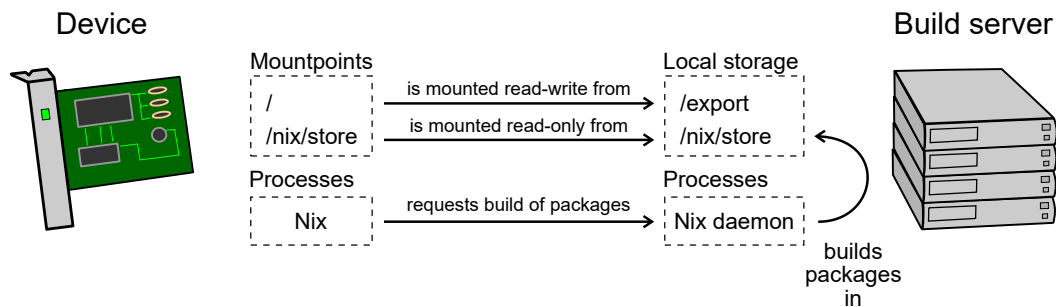 Device
Build server
Mountpoints
Local storage
/
is mounted read-write from
/export
/nix/store
is mounted read-only from
/nix/store
Processes
Processes
Nix
requests build of packages
Nix daemon
builds
packages
in